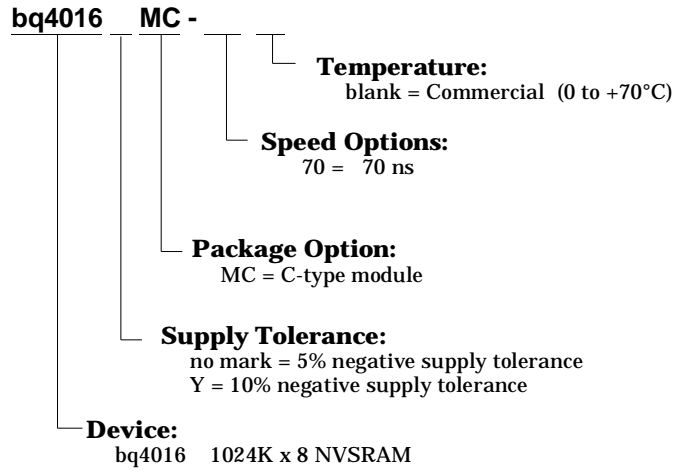 bq4016 MC -
Temperature:
blank = Commercial (0 to +70°C)
Speed Options:
70 = 70 ns
Package Option:
MC = C-type module
Supply Tolerance:
no mark = 5% negative supply tolerance
Y = 10% negative supply tolerance
Device:
bq4016 1024K x 8 NVSRAM